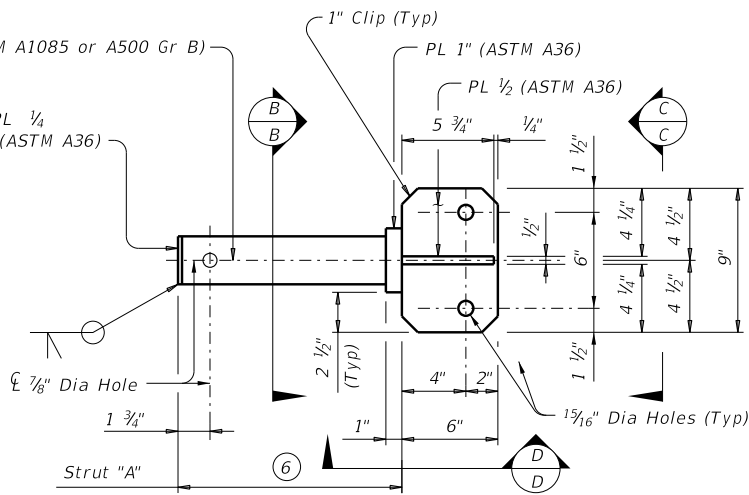 1" Clip (Typ)
M A1085 or A500 Gr B)
PL 1" (ASTM A36)
PL ½ (ASTM A36)
PL ¼
(ASTM A36)
B
B
C
C
5 ¾"
¼"
1 ½"
½"
6"
4 ¼"
4 ½"
9"
4 ¼"
4 ½"
1 ½"
2 ½"
(Typ)
℄ ⅞" Dia Hole
4"
2"
15/16" Dia Holes (Typ)
1 ¾"
1"
6"
Strut "A"
6
D
D